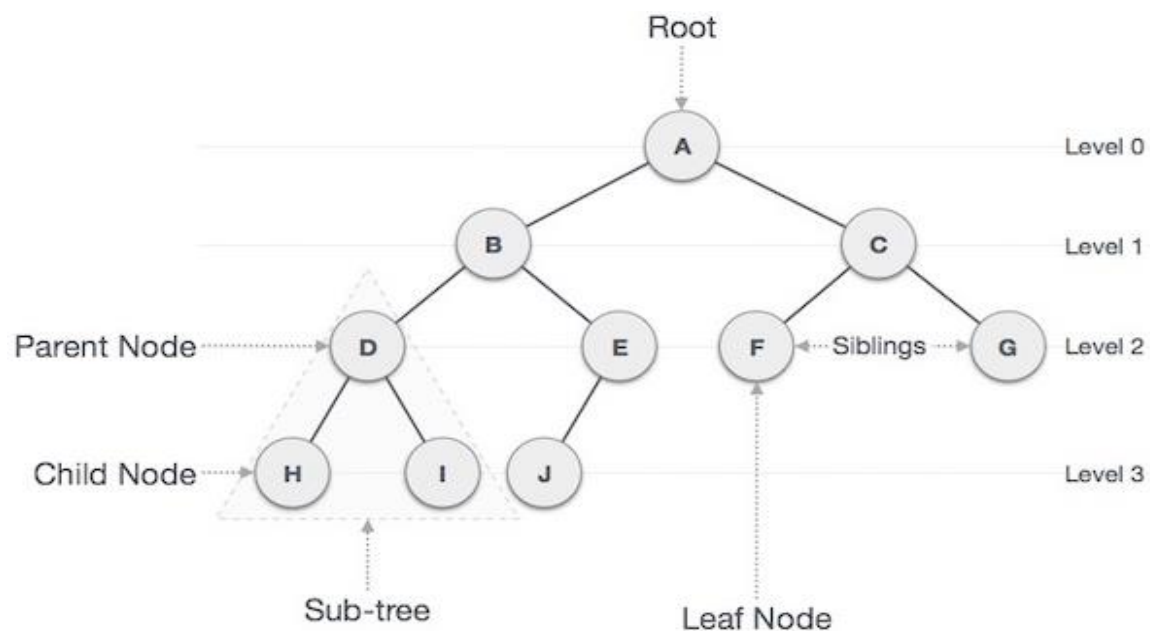 Root
A
Level 0
B
C
Level 1
Parent Node
D
E
F
Siblings
G
Level 2
Child Node
H
I
J
Level 3
Sub-tree
Leaf Node